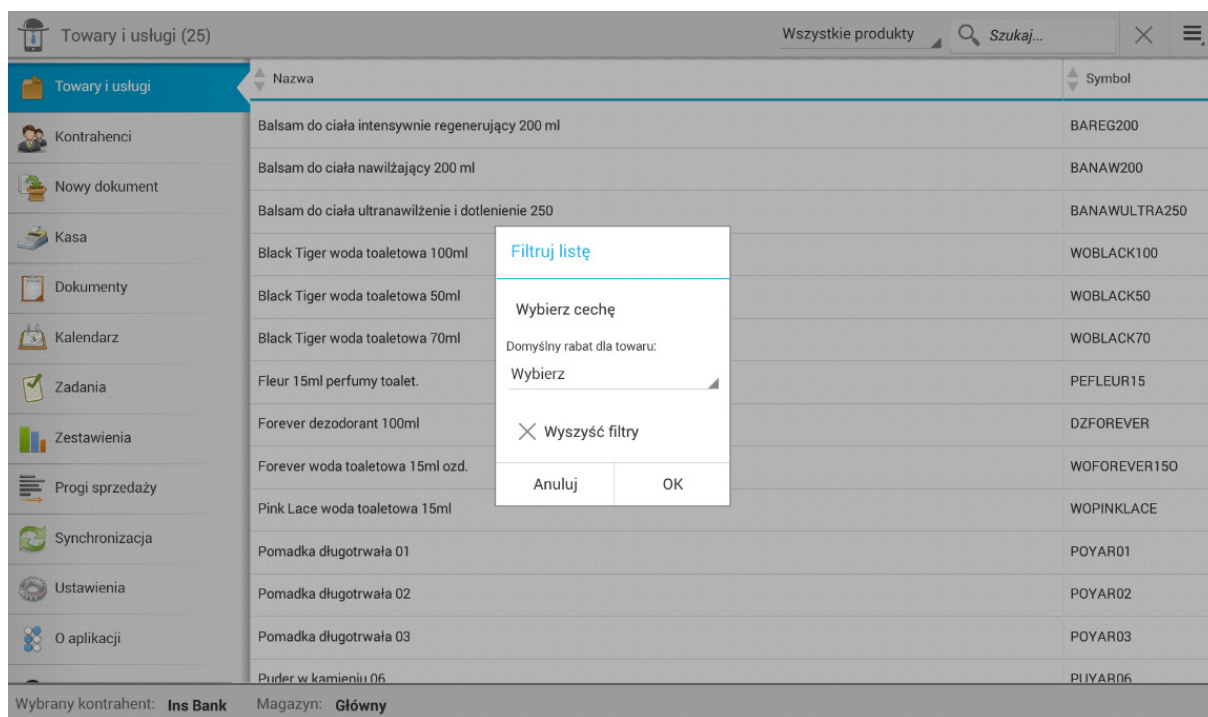 Towary i usługi (25)
Wszystkie produkty
Szukaj...
Towary i usługi
Kontrahenci
Nowy dokument
Kasa
Dokumenty
Kalendarz
Zadania
Zestawienia
Progi sprzedaży
Synchronizacja
Ustawienia
O aplikacji
Nazwa Symbol
Balsam do ciała intensywnie regenerujący 200 ml BAREG200
Balsam do ciała nawilżający 200 ml BANAW200
Balsam do ciała ultranawilżenie i dotlenienie 250 BANAWULTRA250
Black Tiger woda toaletowa 100ml WOBLACK100
Black Tiger woda toaletowa 50ml WOBLACK50
Black Tiger woda toaletowa 70ml WOBLACK70
Fleur 15ml perfumy toalet. PEFLEUR15
Forever dezodorant 100ml DZFOREVER
Forever woda toaletowa 15ml ozd. WOFOREVER15O
Pink Lace woda toaletowa 15ml WOPINKLACE
Pomadka długotrwała 01 POYAR01
Pomadka długotrwała 02 POYAR02
Pomadka długotrwała 03 POYAR03
Puder w kamieniu 06 PUYAR06
Filtruj listę
Wybierz cechę
Domyślny rabat dla towaru:
Wybierz
Wyszyść filtry
Anuluj OK
Wybrany kontrahent: Ins Bank Magazyn: Główny